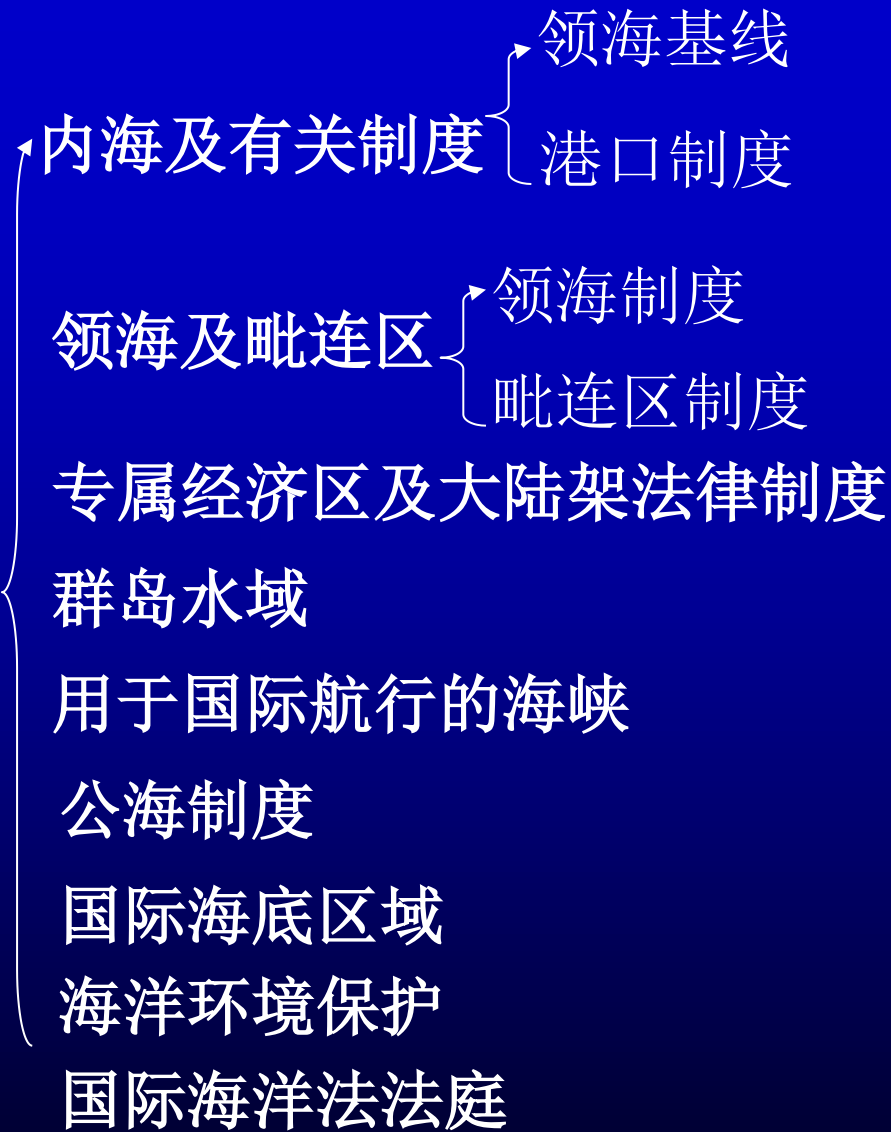 领海基线
内海及有关制度
港口制度
领海制度
领海及毗连区
毗连区制度
专属经济区及大陆架法律制度
群岛水域
用于国际航行的海峡
公海制度
国际海底区域
海洋环境保护
国际海洋法法庭